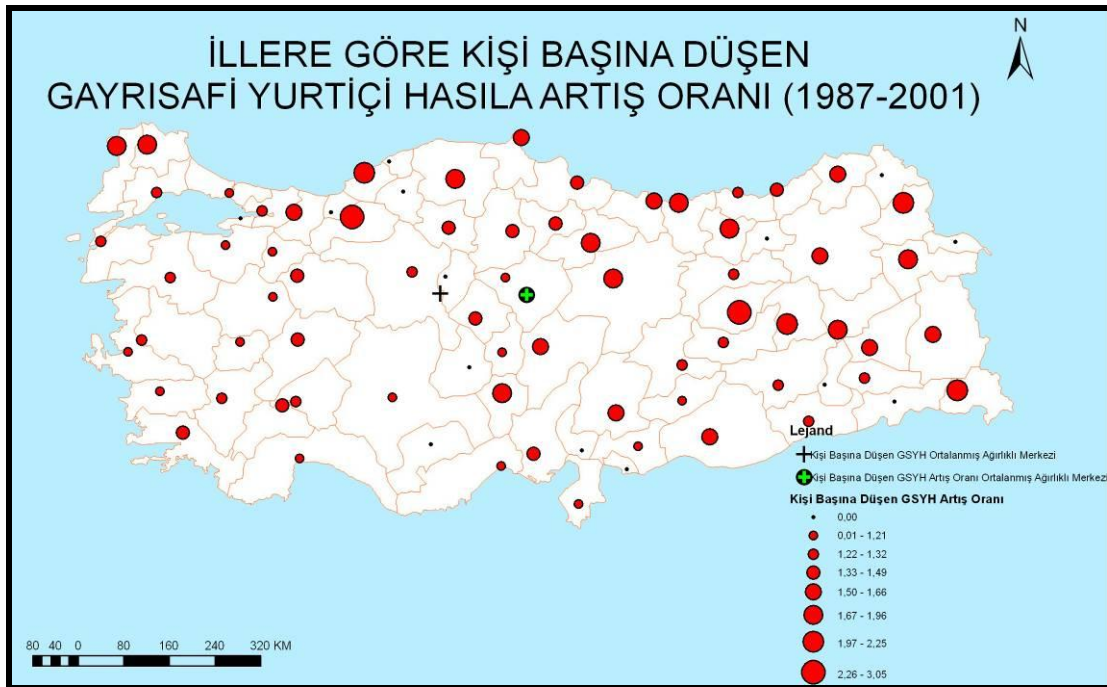 İLLERE GÖRE KİŞİ BAŞINA DÜŞEN
GAYRISAFİ YURTİÇİ HASILA ARTIŞ ORANI (1987-2001)
N
Lejand
Kişi Başına Düşen GSYH Ortalanmış Ağırlıklı Merkezi
Kişi Başına Düşen GSYH Artış Oranı Ortalanmış Ağırlıklı Merkezi
Kişi Başına Düşen GSYH Artış Oranı
0,00
0,01 - 1,21
1,22 - 1,32
1,33 - 1,49
1,50 - 1,66
1,67 - 1,96
1,97 - 2,25
2,26 - 3,05
80 40 0 80 160 240 320 KM